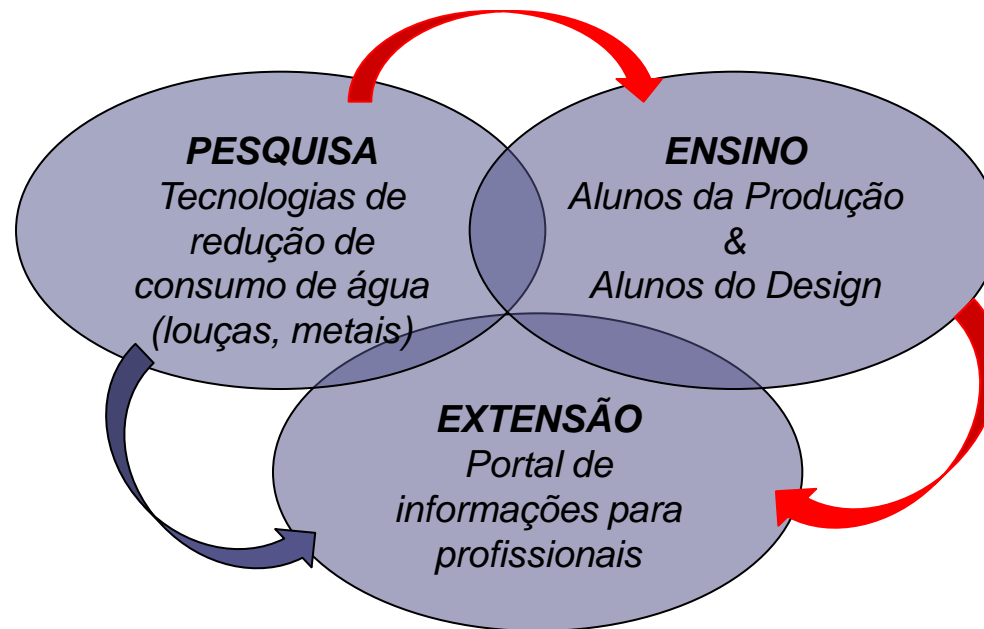 PESQUISA
Tecnologias de
redução de
consumo de água
(louças, metais)
ENSINO
Alunos da Produção
&
Alunos do Design
EXTENSÃO
Portal de
informações para
profissionais